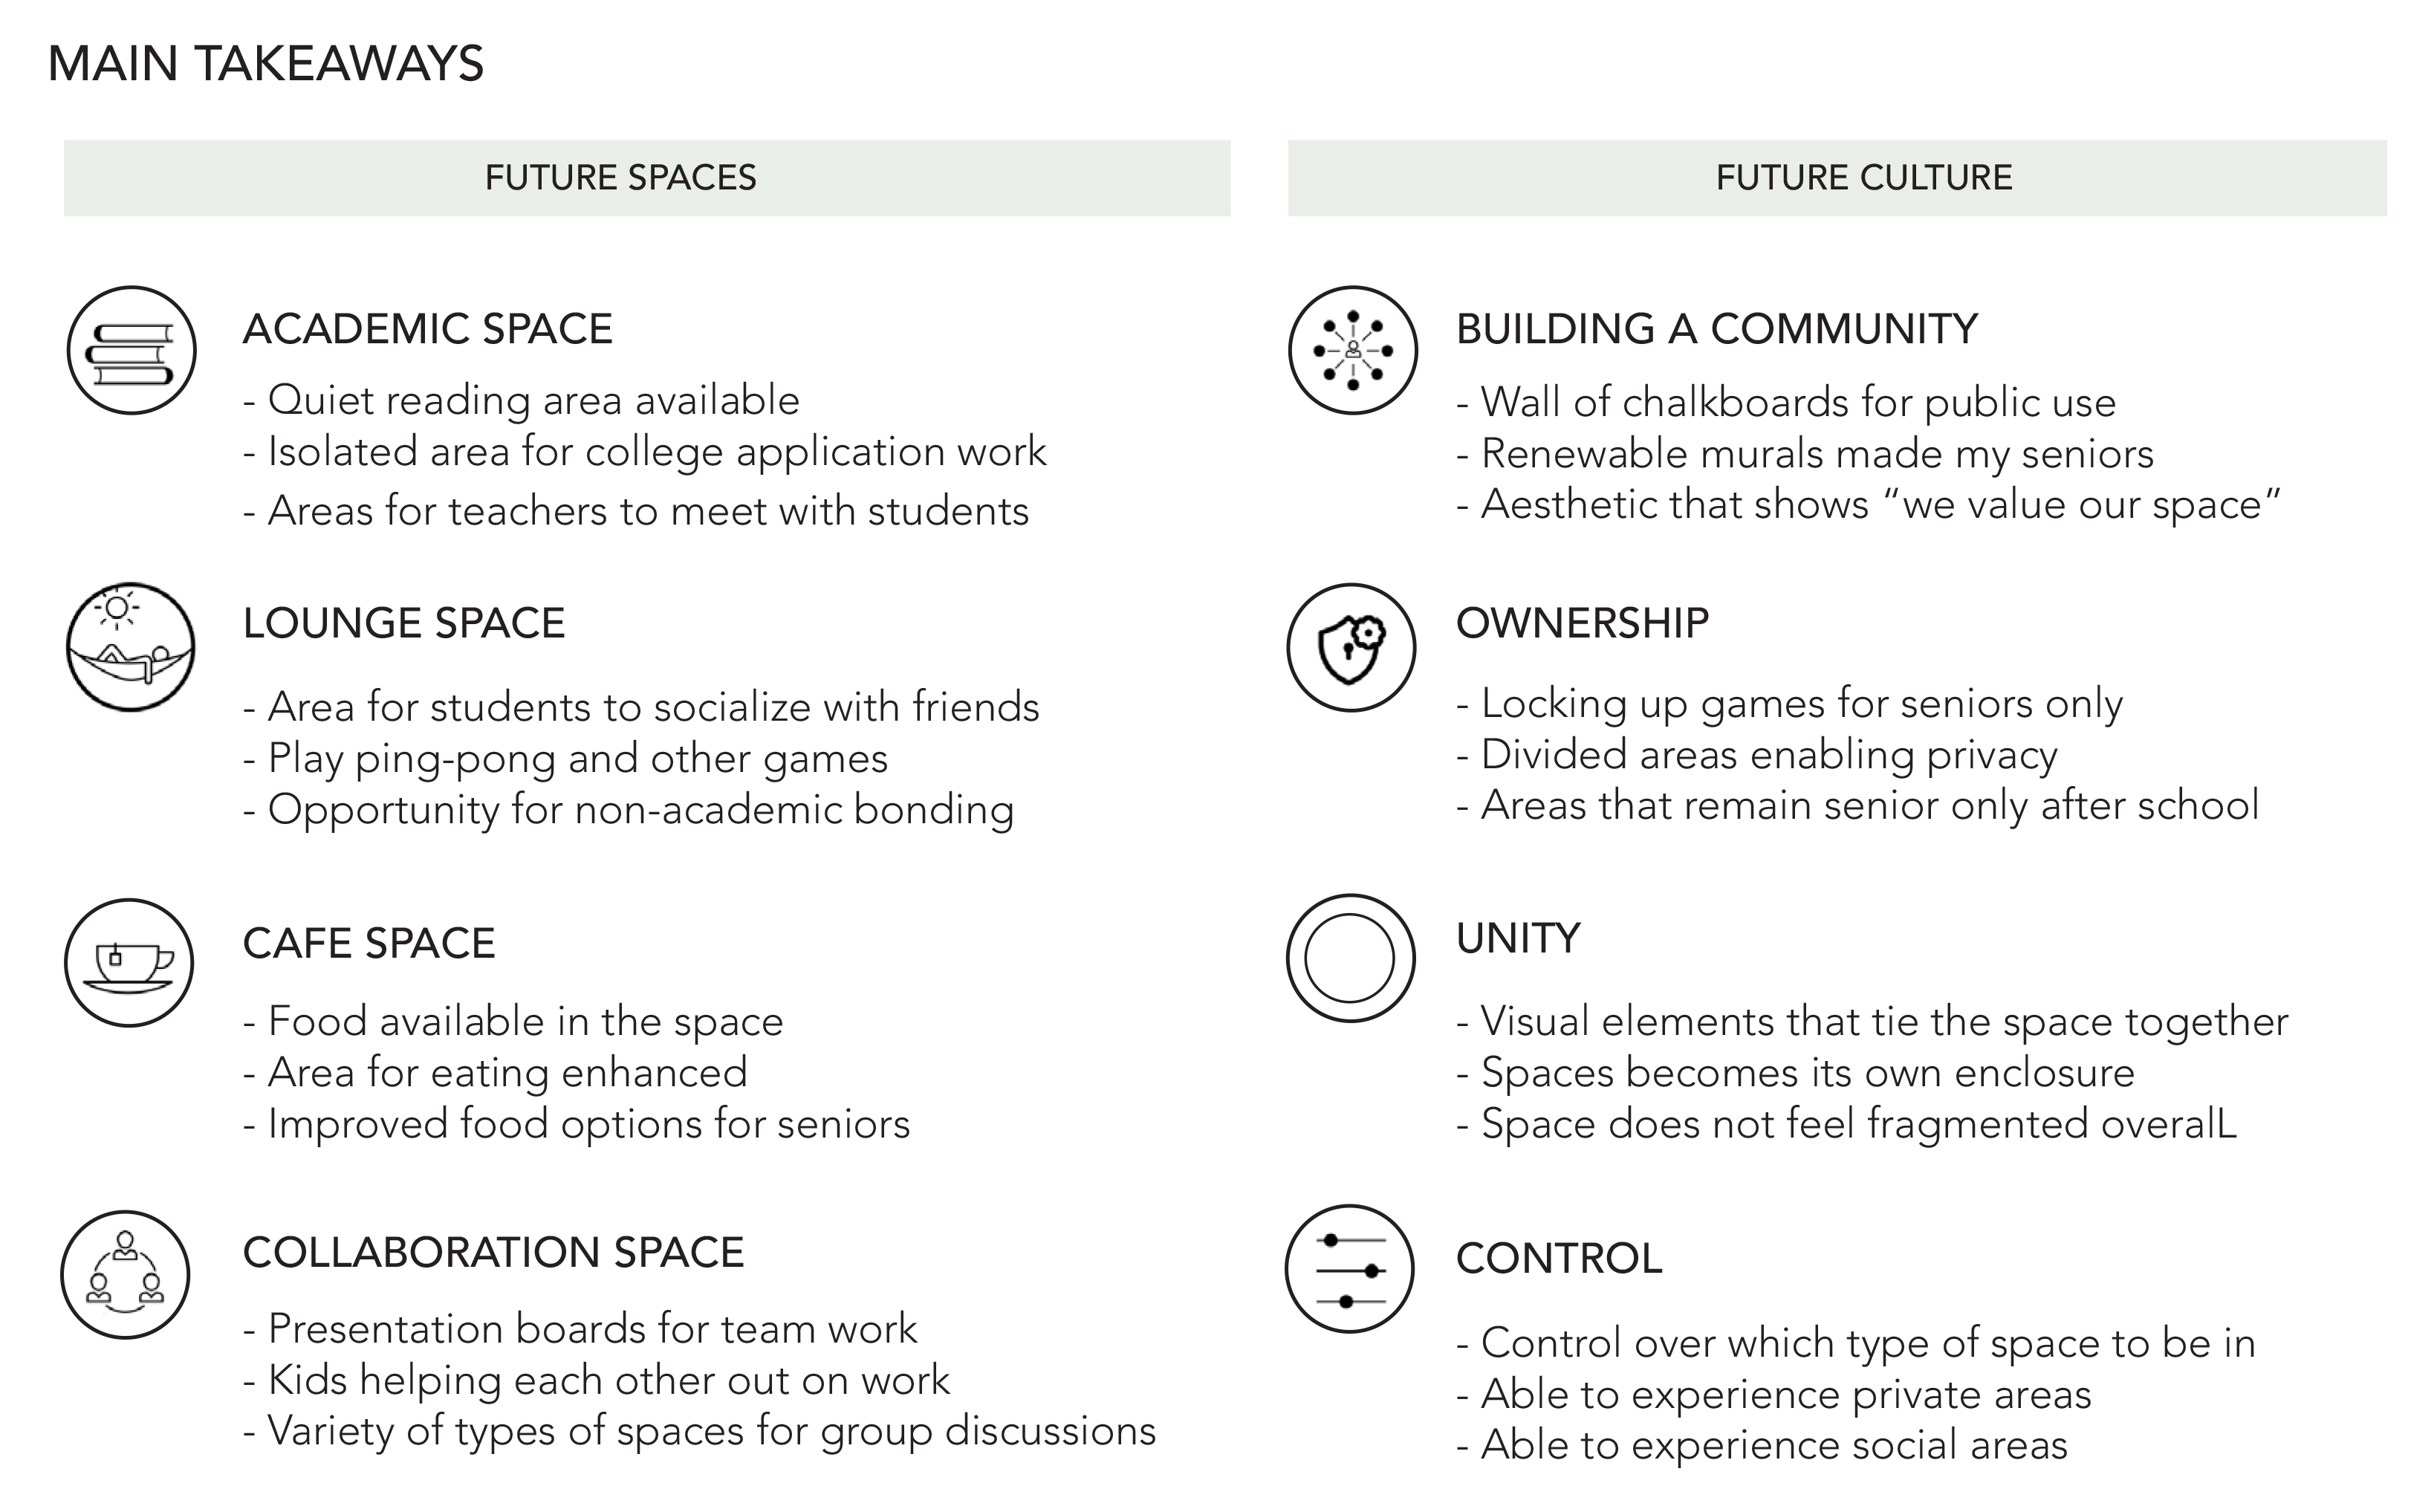 MAIN TAKEAWAYS
FUTURE SPACES
ACADEMIC SPACE
- Quiet reading area available
- Isolated area for college application work
- Areas for teachers to meet with students
LOUNGE SPACE
- Area for students to socialize with friends
- Play ping-pong and other games
- Opportunity for non-academic bonding
CAFE SPACE
- Food available in the space
- Area for eating enhanced
- Improved food options for seniors
COLLABORATION SPACE
- Presentation boards for team work
- Kids helping each other out on work
- Variety of types of spaces for group discussions
FUTURE CULTURE
BUILDING A COMMUNITY
- Wall of chalkboards for public use
- Renewable murals made my seniors
- Aesthetic that shows “we value our space”
OWNERSHIP
- Locking up games for seniors only
- Divided areas enabling privacy
- Areas that remain senior only after school
UNITY
- Visual elements that tie the space together
- Spaces becomes its own enclosure
- Space does not feel fragmented overalL
CONTROL
- Control over which type of space to be in
- Able to experience private areas
- Able to experience social areas